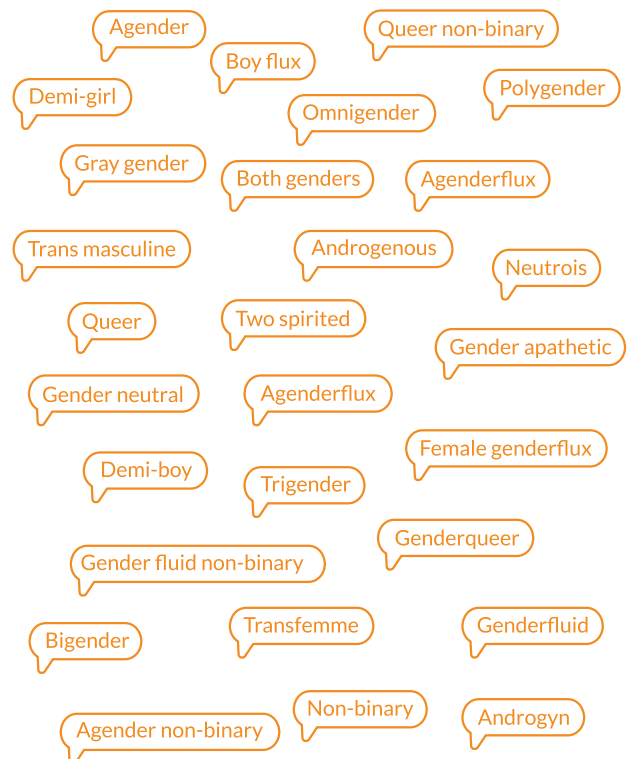 Agender
Queer non-binary
Boy flux
Demi-girl
Polygender
Omnigender
Gray gender
Both genders
Agenderflux
Trans masculine
Androgenous
Neutrois
Queer
Two spirited
Gender apathetic
Gender neutral
Agenderflux
Female genderflux
Demi-boy
Trigender
Genderqueer
Gender fluid non-binary
Bigender
Transfemme
Genderfluid
Non-binary
Androgyn
Agender non-binary